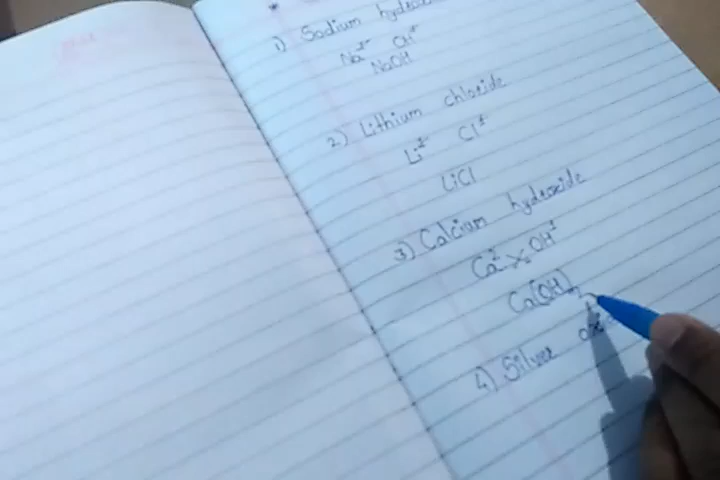 1) Sodium
Na OH
NaOH
2) Lithium chloride
Li Cl
LiCl
3) Calcium hydroxide
Ca OH
Ca(OH)2
4) Silver